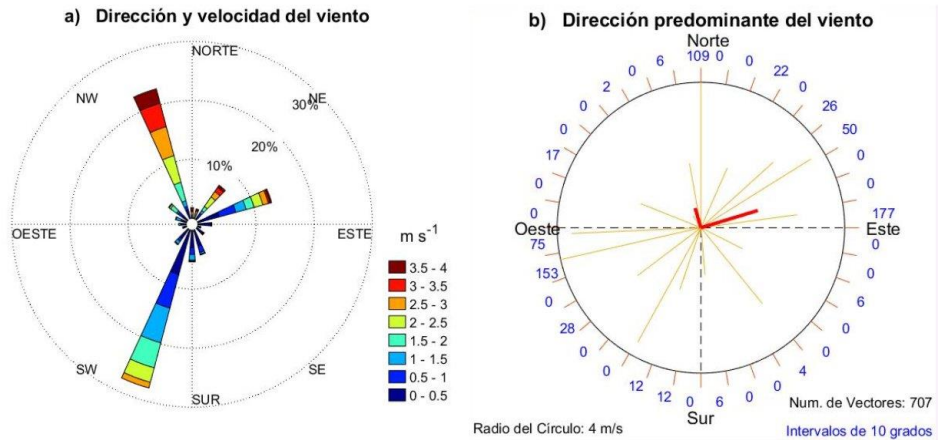 a) Dirección y velocidad del viento
NORTE
NW
NE
30%
20%
10%
OESTE
ESTE
SW
SE
SUR
m s-1
3.5 - 4
3 - 3.5
2.5 - 3
2 - 2.5
1.5 - 2
1 - 1.5
0.5 - 1
0 - 0.5
b) Dirección predominante del viento
Norte
109
0
0
22
0
26
50
0
0
177
Este
0
0
6
0
0
4
0
0
6
0
Sur
12
12
0
0
28
0
153
75
Oeste
0
0
17
0
0
2
0
6
Num. de Vectores: 707
Radio del Círculo: 4 m/s
Intervalos de 10 grados